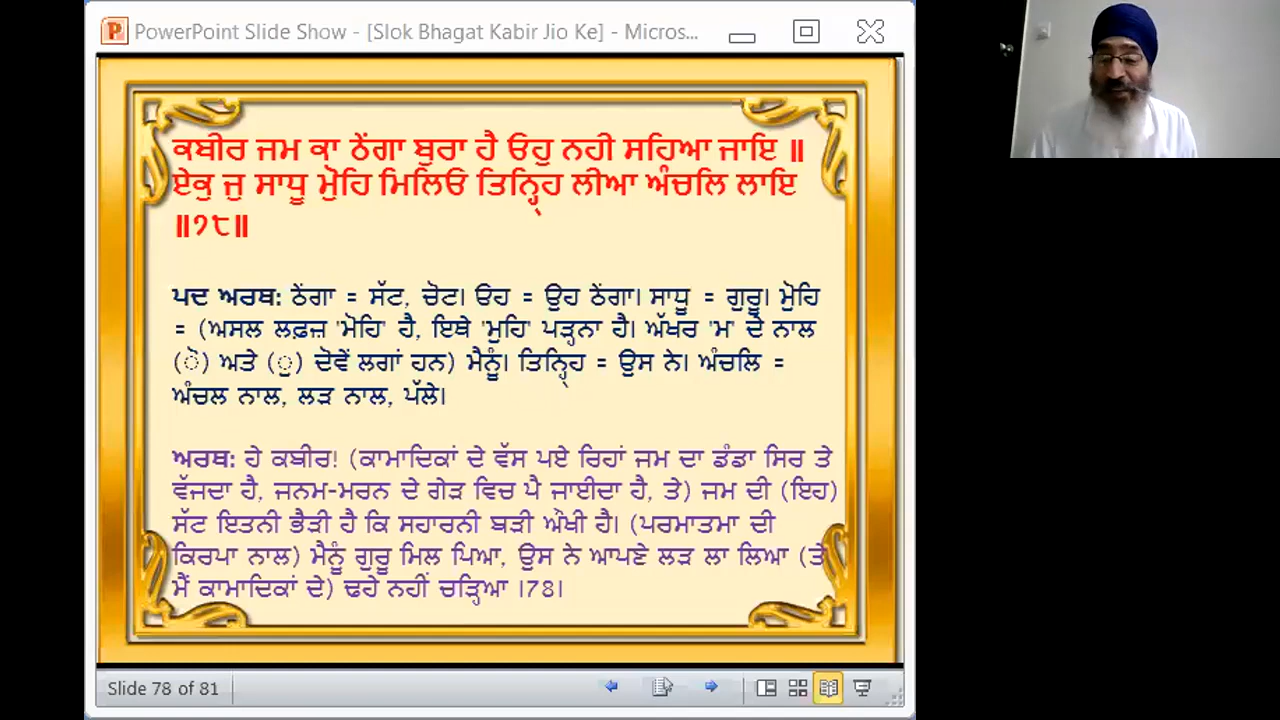 PowerPoint Slide Show - [Slok Bhagat Kabir Jio Ke] - Micros...
ਕਬੀਰ ਜਮ ਕਾ ਠੇਂਗਾ ਬੁਰਾ ਹੈ ਓਹੁ ਨਹੀ ਸਹਿਆ ਜਾਇ ॥
ਏਕੁ ਜੁ ਸਾਧੂ ਮੋੁਹਿ ਮਿਲਿਓ ਤਿਨ੍ਹਿ ਲੀਆ ਅੰਚਲਿ ਲਾਇ
॥੭੮॥
ਪਦ ਅਰਥ: ਠੇਂਗਾ = ਸੱਟ, ਚੋਟ। ਓਹ = ਉਹ ਠੇਂਗਾ। ਸਾਧੂ = ਗੁਰੂ। ਮੋੁਹਿ
= (ਅਸਲ ਲਫ਼ਜ਼ 'ਮੋਹਿ' ਹੈ, ਇਥੇ 'ਮੁਹਿ' ਪੜ੍ਹਨਾ ਹੈ। ਅੱਖਰ 'ਮ' ਦੇ ਨਾਲ
(ੋ) ਅਤੇ (ੁ) ਦੋਵੇਂ ਲਗਾਂ ਹਨ) ਮੈਨੂੰ। ਤਿਨ੍ਹਿ = ਉਸ ਨੇ। ਅੰਚਲਿ =
ਅੰਚਲ ਨਾਲ, ਲੜ ਨਾਲ, ਪੱਲੇ।
ਅਰਥ: ਹੇ ਕਬੀਰ! (ਕਾਮਾਦਿਕਾਂ ਦੇ ਵੱਸ ਪਏ ਰਿਹਾਂ ਜਮ ਦਾ ਡੰਡਾ ਸਿਰ ਤੇ
ਵੱਜਦਾ ਹੈ, ਜਨਮ-ਮਰਨ ਦੇ ਗੇੜ ਵਿਚ ਪੈ ਜਾਈਦਾ ਹੈ, ਤੇ) ਜਮ ਦੀ (ਇਹ)
ਸੱਟ ਇਤਨੀ ਭੈੜੀ ਹੈ ਕਿ ਸਹਾਰਨੀ ਬੜੀ ਔਖੀ ਹੈ। (ਪਰਮਾਤਮਾ ਦੀ
ਕਿਰਪਾ ਨਾਲ) ਮੈਨੂੰ ਗੁਰੂ ਮਿਲ ਪਿਆ, ਉਸ ਨੇ ਆਪਣੇ ਲੜ ਲਾ ਲਿਆ (ਤੇ
ਮੈਂ ਕਾਮਾਦਿਕਾਂ ਦੇ) ਢਹੇ ਨਹੀਂ ਚੜ੍ਹਿਆ ।78।
Slide 78 of 81